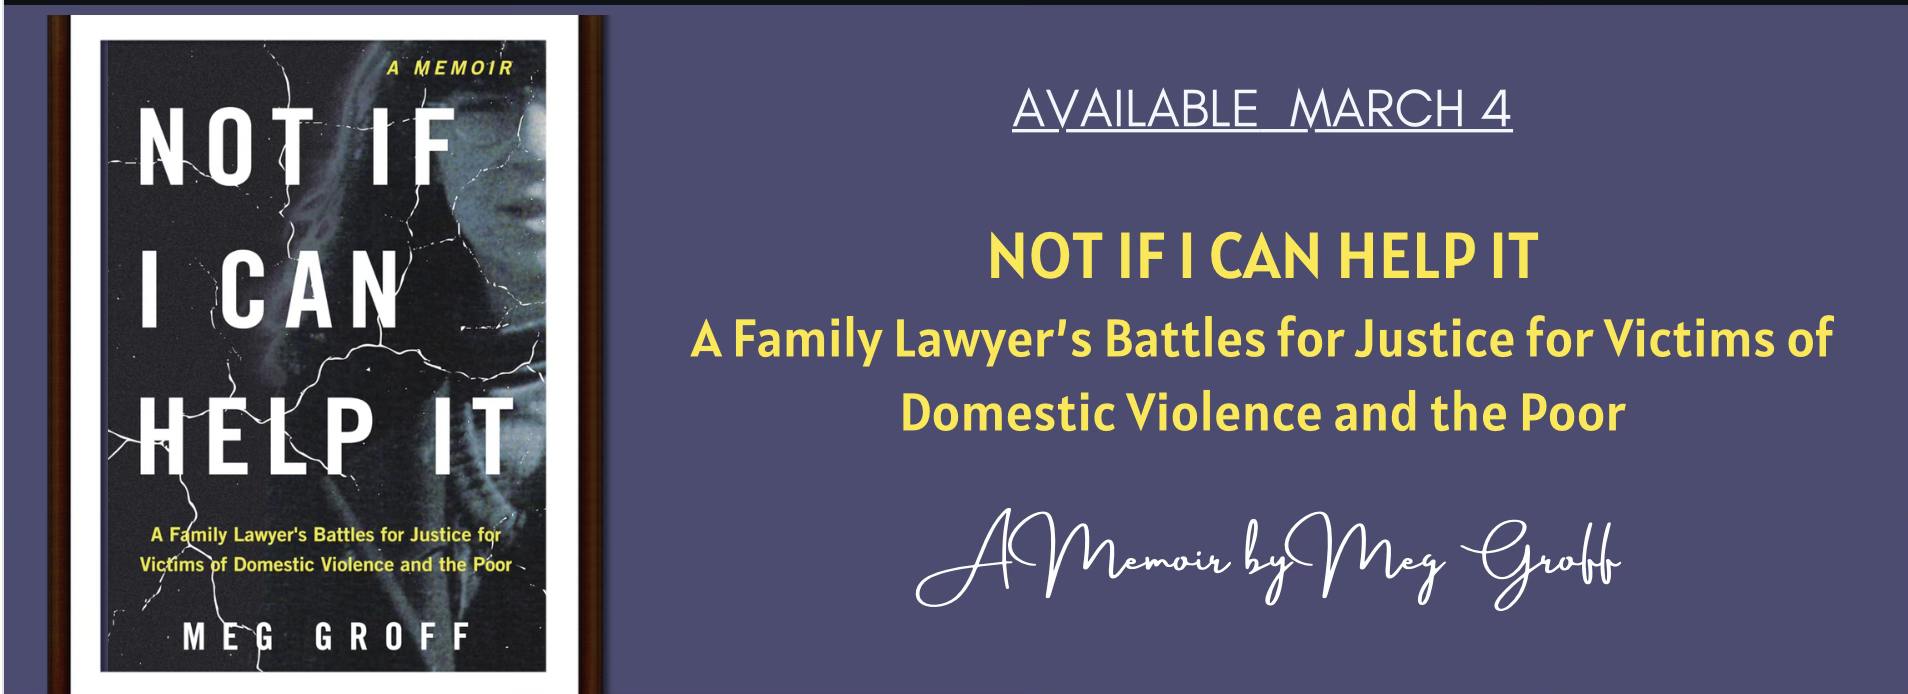 A MEMOIR
NOT IF
I CAN
HELP IT
A Family Lawyer's Battles for Justice for
Victims of Domestic Violence and the Poor
MEG GROFF
AVAILABLE MARCH 4
NOT IF I CAN HELP IT
A Family Lawyer's Battles for Justice for Victims of
Domestic Violence and the Poor
A Memoir by Meg Groff